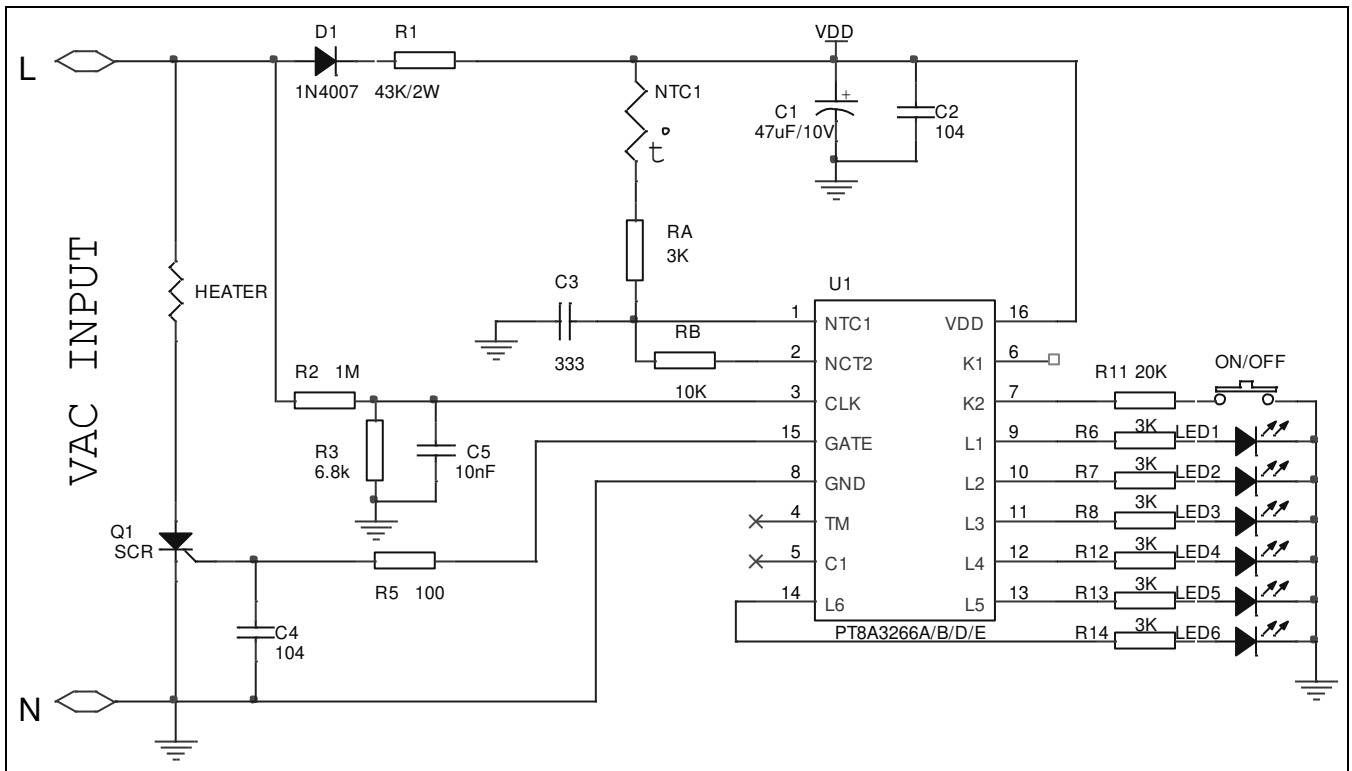 VDD
D1 R1
L
1N4007 43K/2W
NTC1
t°
C1
47uF/10V
+
C2
104
VAC INPUT
RA
3K
HEATER
C3
333
U1
1 NTC1 VDD 16
RB
2 NCT2 K1 6
ON/OFF
R2 1M
R11 20K
10K
3 CLK K2 7
R3
6.8k
C5
10nF
15 GATE L1 9 R6 3K LED1
8 GND L2 10 R7 3K LED2
4 TM L3 11 R8 3K LED3
5 C1 L4 12 R12 3K LED4
14 L6 L5 13 R13 3K LED5
PT8A3266A/B/D/E R14 3K LED6
Q1
SCR
R5 100
C4
104
N